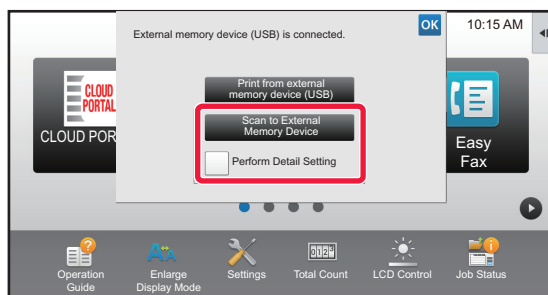 External memory device (USB) is connected.
OK
10:15 AM
Print from external
memory device (USB)
Scan to External
Memory Device
Perform Detail Setting
CLOUD
PORTAL
CLOUD POR
Easy
Fax
Operation
Guide
Enlarge
Display Mode
Settings
Total Count
LCD Control
Job Status